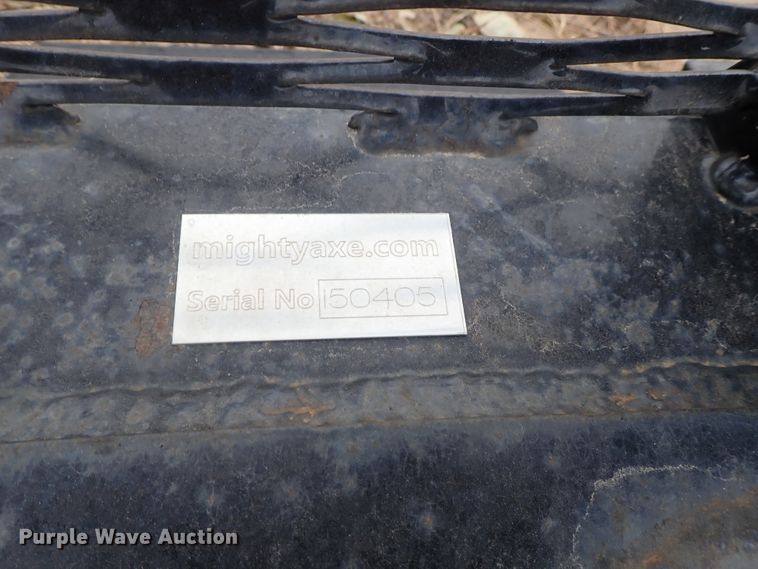 mightyaxe.com
Serial No 150405
Purple Wave Auction®